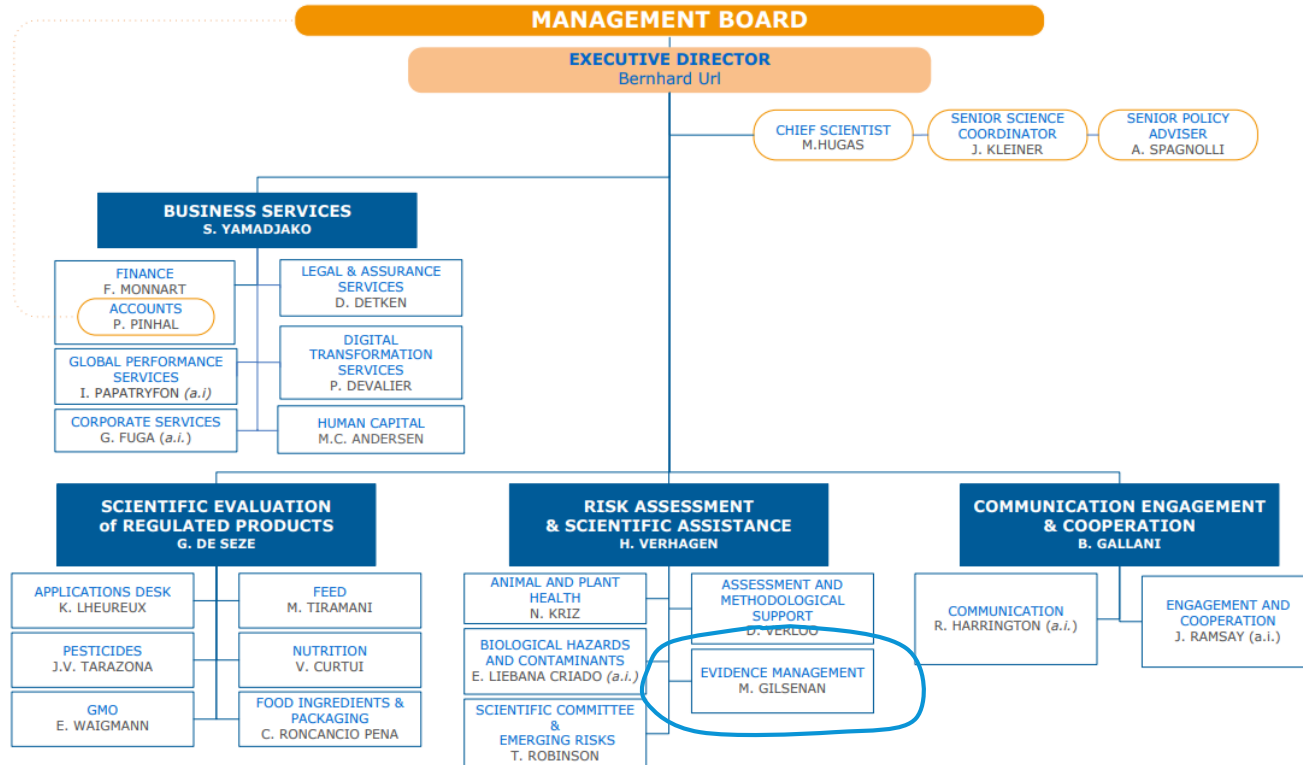 MANAGEMENT BOARD
EXECUTIVE DIRECTOR
Bernhard Url
CHIEF SCIENTIST
M.HUGAS
SENIOR SCIENCE
COORDINATOR
J. KLEINER
SENIOR POLICY
ADVISER
A. SPAGNOLLI
BUSINESS SERVICES
S. YAMADJAKO
FINANCE
F. MONNART
ACCOUNTS
P. PINHAL
LEGAL & ASSURANCE
SERVICES
D. DETKEN
GLOBAL PERFORMANCE
SERVICES
I. PAPATRYFON (a.i)
DIGITAL
TRANSFORMATION
SERVICES
P. DEVALIER
CORPORATE SERVICES
G. FUGA (a.i.)
HUMAN CAPITAL
M.C. ANDERSEN
SCIENTIFIC EVALUATION
of REGULATED PRODUCTS
G. DE SEZE
APPLICATIONS DESK
K. LHEUREUX
FEED
M. TIRAMANI
PESTICIDES
J.V. TARAZONA
NUTRITION
V. CURTUI
GMO
E. WAIGMANN
FOOD INGREDIENTS &
PACKAGING
C. RONCANCIO PENA
RISK ASSESSMENT
& SCIENTIFIC ASSISTANCE
H. VERHAGEN
ANIMAL AND PLANT
HEALTH
N. KRIZ
ASSESSMENT AND
METHODOLOGICAL
SUPPORT
D. VERLOO
BIOLOGICAL HAZARDS
AND CONTAMINANTS
E. LIEBANA CRIADO (a.i.)
EVIDENCE MANAGEMENT
M. GILSENAN
SCIENTIFIC COMMITTEE
&
EMERGING RISKS
T. ROBINSON
COMMUNICATION ENGAGEMENT
& COOPERATION
B. GALLANI
COMMUNICATION
R. HARRINGTON (a.i.)
ENGAGEMENT AND
COOPERATION
J. RAMSAY (a.i.)